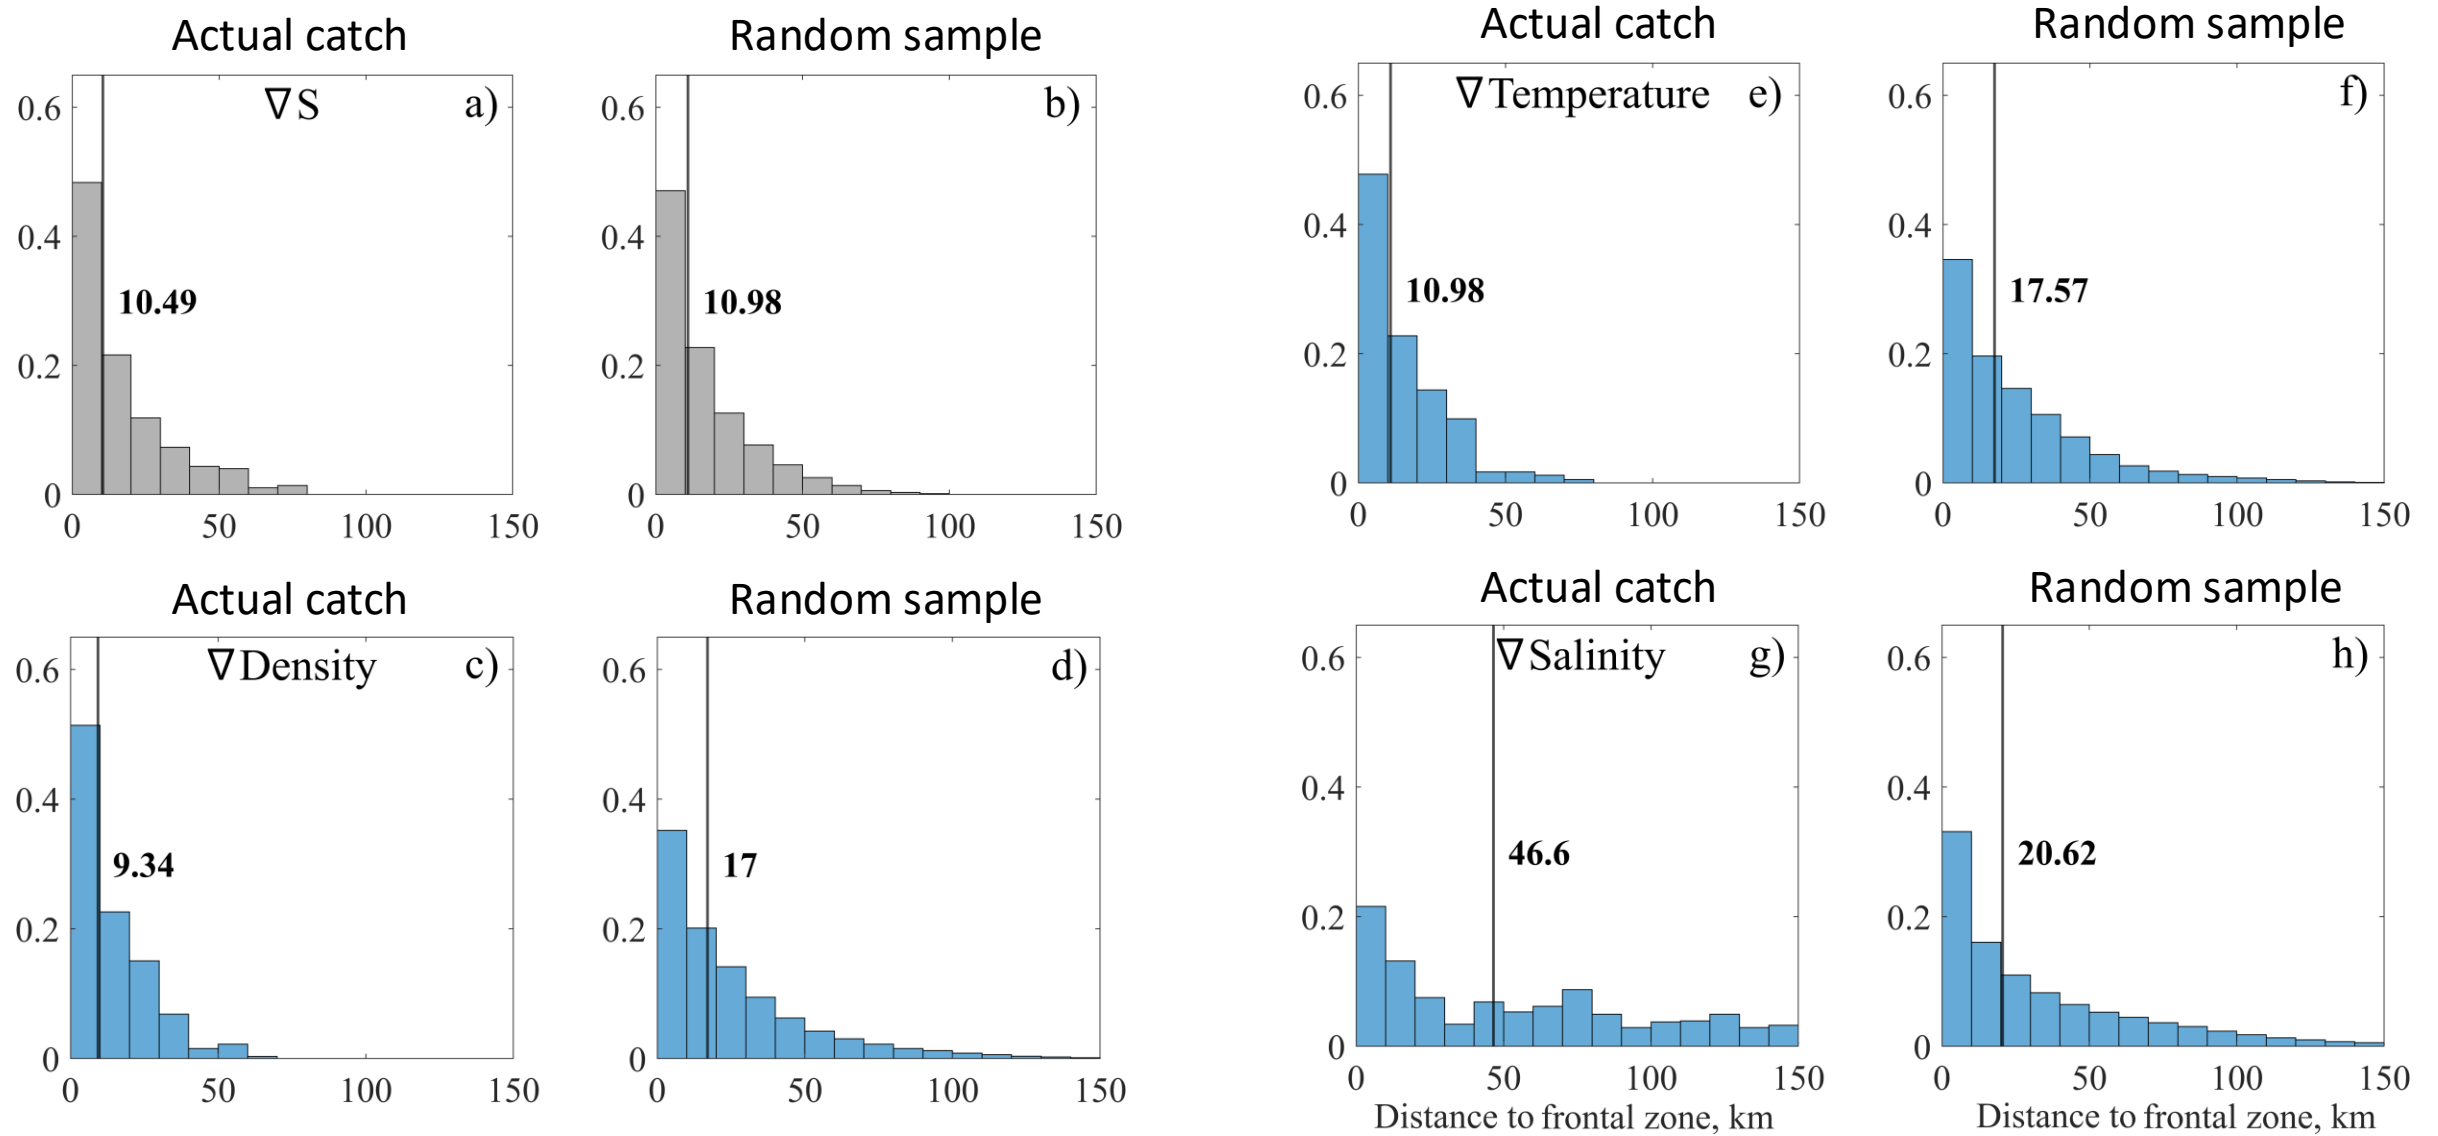 Actual catch
Random sample
∇S
a)
0.6
0.4
0.2
0
10.49
0 50 100 150
b)
0.6
0.4
0.2
0
10.98
0 50 100 150
Actual catch
Random sample
∇Temperature
e)
0.6
0.4
0.2
0
10.98
0 50 100 150
f)
0.6
0.4
0.2
0
17.57
0 50 100 150
Actual catch
Random sample
∇Density
c)
0.6
0.4
0.2
0
9.34
0 50 100 150
d)
0.6
0.4
0.2
0
17
0 50 100 150
Actual catch
Random sample
∇Salinity
g)
0.6
0.4
0.2
0
46.6
0 50 100 150
Distance to frontal zone, km
h)
0.6
0.4
0.2
0
20.62
0 50 100 150
Distance to frontal zone, km